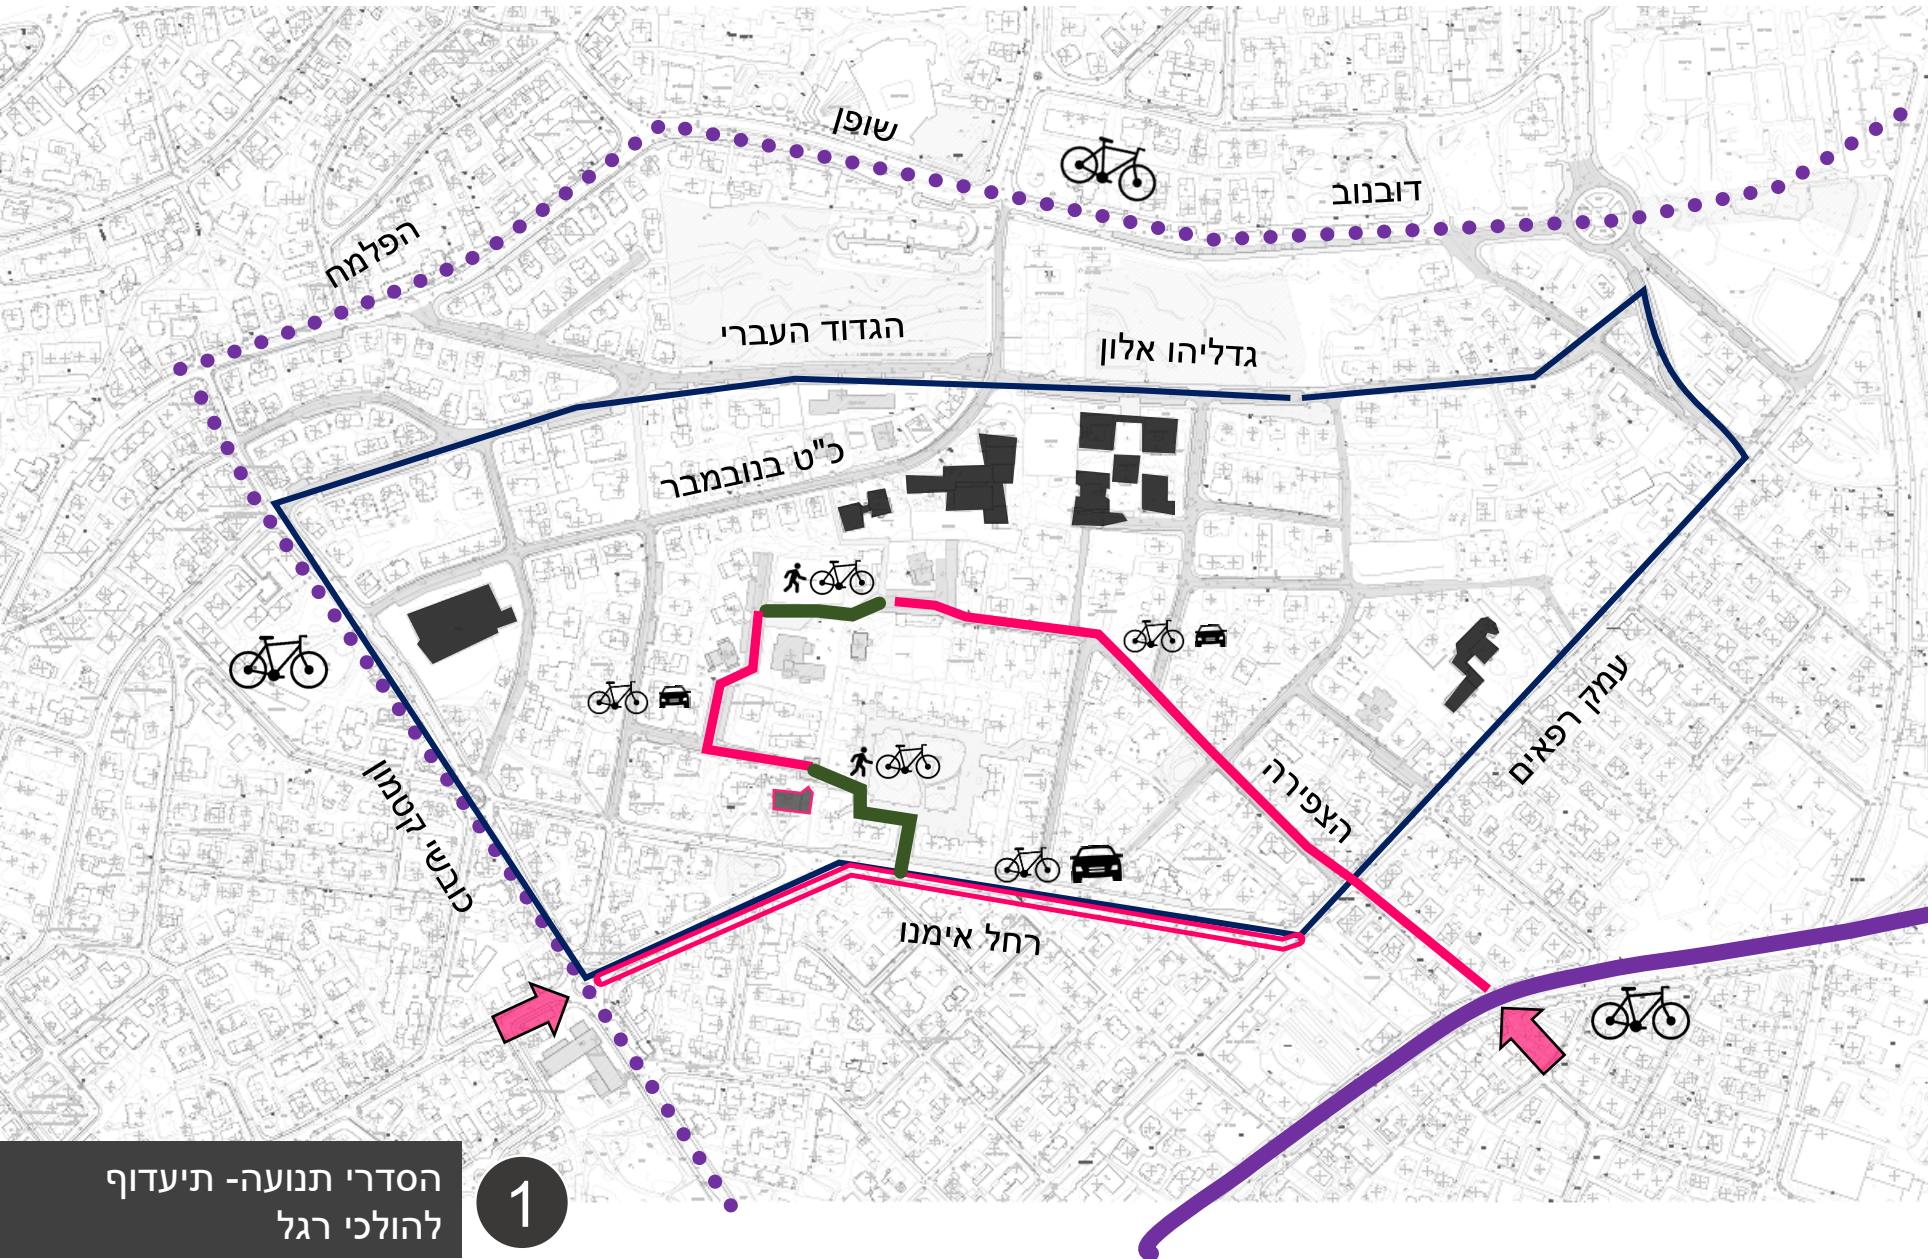 שופן
דובנוב
הפלמח
הגדוד העברי
גדליהו אלון
כ"ט בנובמבר
עמק רפאים
הצפירה
כובשי קטמון
רחל אימנו
הסדרי תנועה- תיעדוף
להולכי רגל
1